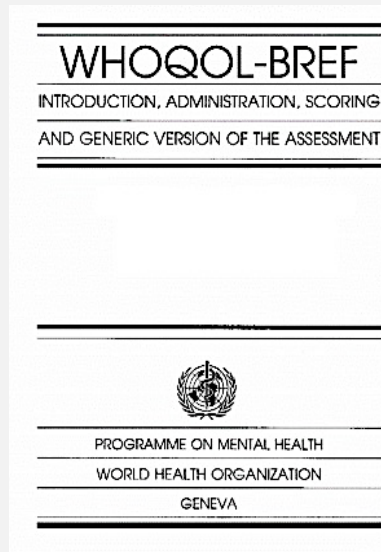 WHOQOL-BREF
INTRODUCTION, ADMINISTRATION, SCORING
AND GENERIC VERSION OF THE ASSESSMENT
PROGRAMME ON MENTAL HEALTH
WORLD HEALTH ORGANIZATION
GENEVA